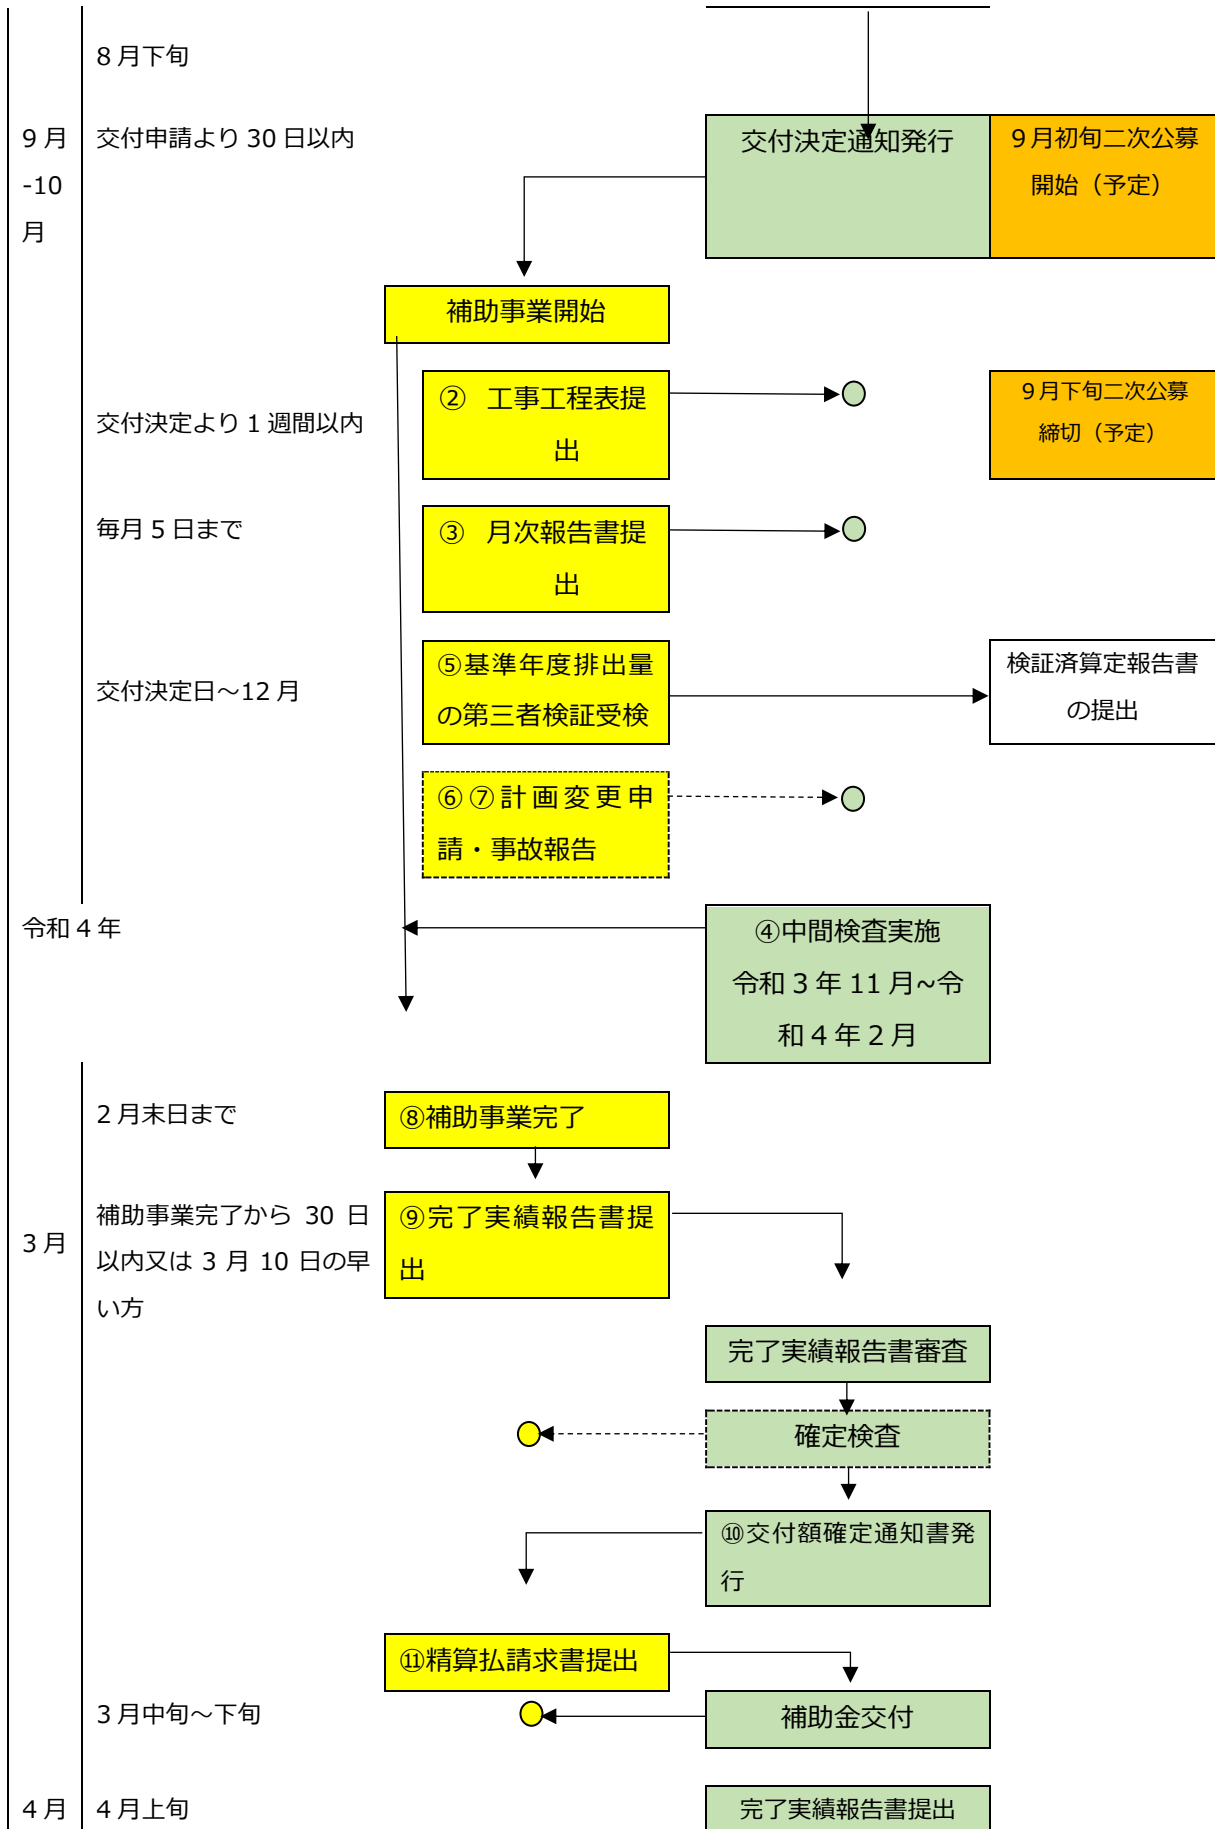 8月下旬
9月
-10
月
交付申請より30日以内
交付決定通知発行
9月初旬二次公募
開始（予定）
補助事業開始
交付決定より1週間以内
② 工事工程表提
出
9月下旬二次公募
締切（予定）
毎月5日まで
③ 月次報告書提
出
交付決定日～12月
⑤基準年度排出量
の第三者検証受検
検証済算定報告書
の提出
⑥⑦計画変更申
請・事故報告
令和4年
④中間検査実施
令和3年11月~令
和4年2月
2月末日まで
⑧補助事業完了
3月
補助事業完了から 30 日
以内又は 3 月 10 日の早
い方
⑨完了実績報告書提
出
完了実績報告書審査
確定検査
⑩交付額確定通知書発
行
⑪精算払請求書提出
3月中旬～下旬
補助金交付
4月
4月上旬
完了実績報告書提出